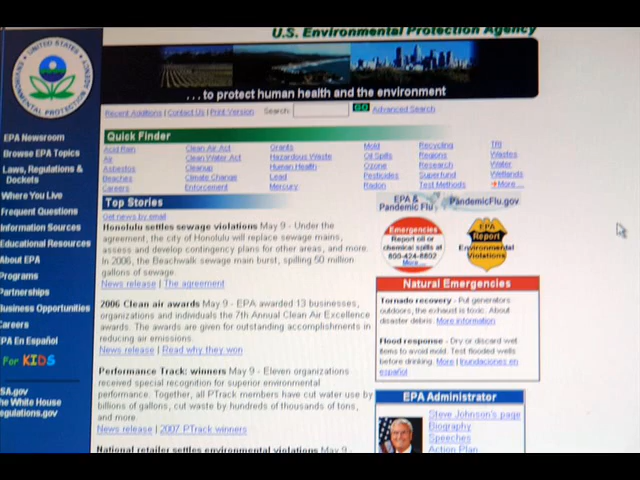 U.S. Environmental Protection Agency
UNITED STATES
ENVIRONMENTAL PROTECTION AGENCY
...to protect human health and the environment
Recent Additions | Contact Us | Print Version Search: GO Advanced Search
EPA Newsroom
Browse EPA Topics
Laws, Regulations &
Dockets
Where You Live
Frequent Questions
Information Sources
Educational Resources
About EPA
Programs
Partnerships
Business Opportunities
Careers
EPA En Español
For KIDS
SA.gov
he White House
egulations.gov
Quick Finder
Acid Rain Clean Air Act Grants Mold Recycling TRI
Air Clean Water Act Hazardous Waste Oil Spills Regions Wastes
Asbestos Cleanup Human Health Ozone Research Water
Beaches Climate Change Lead Pesticides Superfund Wetlands
Careers Enforcement Mercury Radon Test Methods More...
Top Stories
Get news by email
Honolulu settles sewage violations May 9 - Under the
agreement, the city of Honolulu will replace sewage mains,
assess and develop contingency plans for other areas, and more.
In 2006, the Beachwalk sewage main burst, spilling 50 million
gallons of sewage.
News release | The agreement
2006 Clean air awards May 9 - EPA awarded 13 businesses,
organizations and individuals the 7th Annual Clean Air Excellence
awards. The awards are given for outstanding accomplishments in
reducing air emissions.
News release | Read why they won
Performance Track: winners May 9 - Eleven organizations
received special recognition for superior environmental
performance. Together, all PTrack members have cut water use by
billions of gallons, cut waste by hundreds of thousands of tons,
and more.
News release | 2007 PTrack winners
National retailer settles environmental violations May 9 -
EPA &
Pandemic Flu
PandemicFlu.gov
Emergencies
Report oil or
chemical spills at
800-424-8802
More...
EPA
Report
Environmental
Violations
Natural Emergencies
Tornado recovery - Put generators
outdoors, the exhaust is toxic. About
disaster debris. More information
Flood response - Dry or discard wet
items to avoid mold. Test flooded wells
before drinking. More | Inundaciones en
español
EPA Administrator
Steve Johnson's page
Biography
Speeches
Action Plan